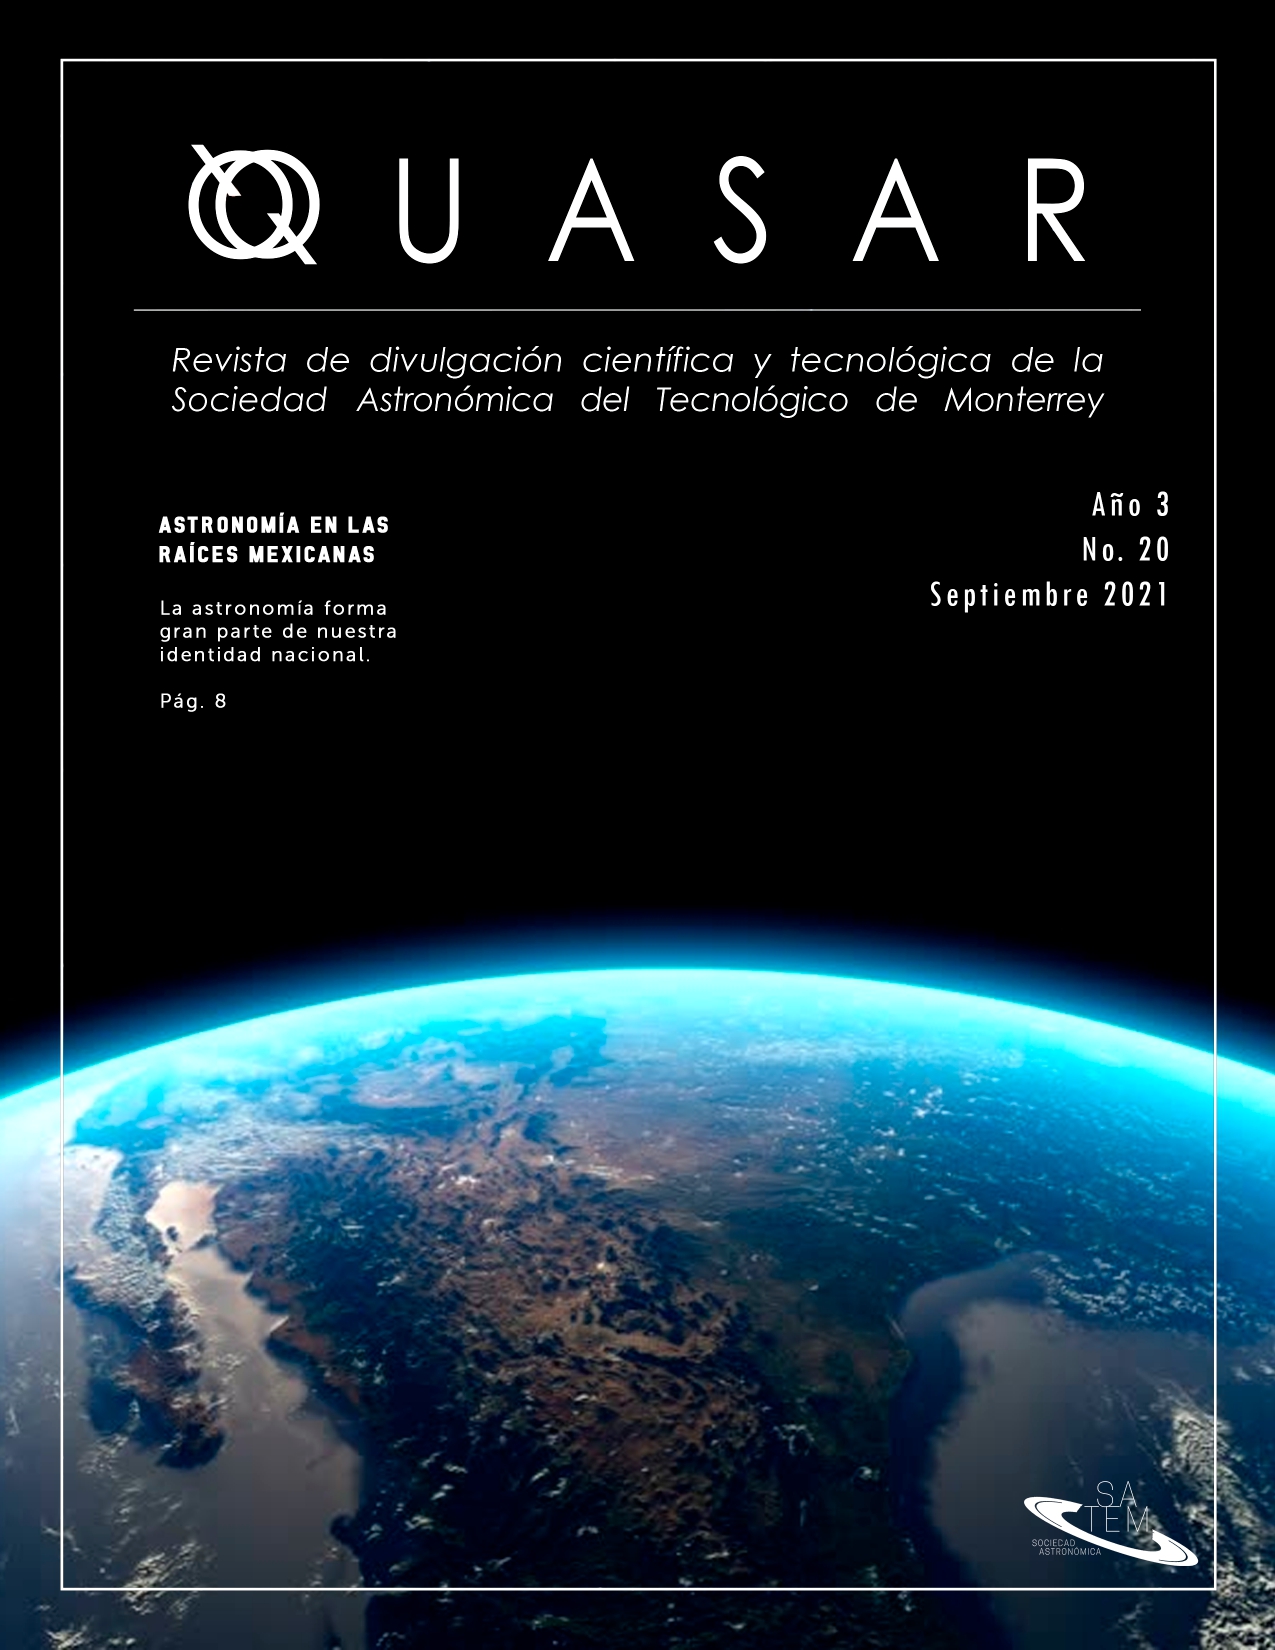 QUASAR
Revista de divulgación científica y tecnológica de la
Sociedad Astronómica del Tecnológico de Monterrey
ASTRONOMÍA EN LAS
RAÍCES MEXICANAS
La astronomía forma
gran parte de nuestra
identidad nacional.
Pág. 8
Año 3
No. 20
Septiembre 2021
SA
TEM
SOCIEDAD
ASTRONÓMICA